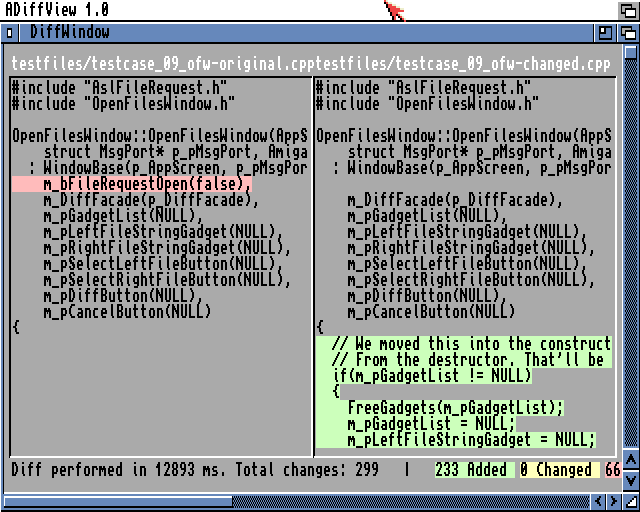 ADiffView 1.0
DiffWindow
testfiles/testcase_09_ofw-original.cpptestfiles/testcase_09_ofw-changed.cpp
#include "AslFileRequest.h"
#include "OpenFilesWindow.h"
OpenFilesWindow::OpenFilesWindow(AppS
struct MsgPort* p_pMsgPort, Amiga
: WindowBase(p_AppScreen, p_pMsgPor
m_bFileRequestOpen(false),
m_DiffFacade(p_DiffFacade),
m_pGadgetList(NULL),
m_pLeftFileStringGadget(NULL),
m_pRightFileStringGadget(NULL),
m_pSelectLeftFileButton(NULL),
m_pSelectRightFileButton(NULL),
m_pDiffButton(NULL),
m_pCancelButton(NULL)
{
#include "AslFileRequest.h"
#include "OpenFilesWindow.h"
OpenFilesWindow::OpenFilesWindow(AppS
struct MsgPort* p_pMsgPort, Amiga
: WindowBase(p_AppScreen, p_pMsgPor
m_DiffFacade(p_DiffFacade),
m_pGadgetList(NULL),
m_pLeftFileStringGadget(NULL),
m_pRightFileStringGadget(NULL),
m_pSelectLeftFileButton(NULL),
m_pSelectRightFileButton(NULL),
m_pDiffButton(NULL),
m_pCancelButton(NULL)
{
// We moved this into the construct
// From the destructor. That'll be
if(m_pGadgetList != NULL)
{
FreeGadgets(m_pGadgetList);
m_pGadgetList = NULL;
m_pLeftFileStringGadget = NULL;
Diff performed in 12893 ms. Total changes: 299 | 233 Added 0 Changed 66